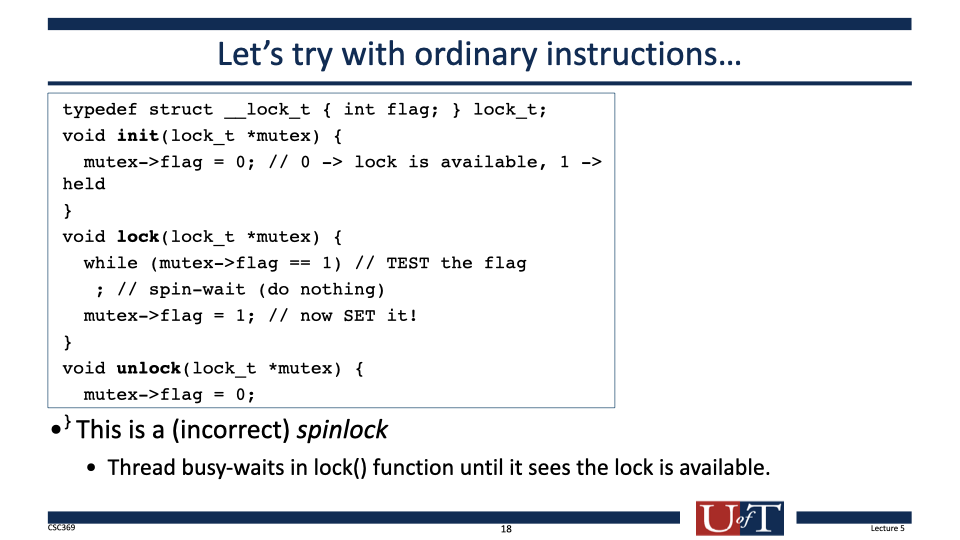 Let's try with ordinary instructions…
typedef struct __lock_t { int flag; } lock_t;
void init(lock_t *mutex) {
mutex->flag = 0; // 0 -> lock is available, 1 ->
held
}
void lock(lock_t *mutex) {
while (mutex->flag == 1) // TEST the flag
; // spin-wait (do nothing)
mutex->flag = 1; // now SET it!
}
void unlock(lock_t *mutex) {
mutex->flag = 0;
}
• This is a (incorrect) spinlock
• Thread busy-waits in lock() function until it sees the lock is available.
CSC369
18
U of T
Lecture 5